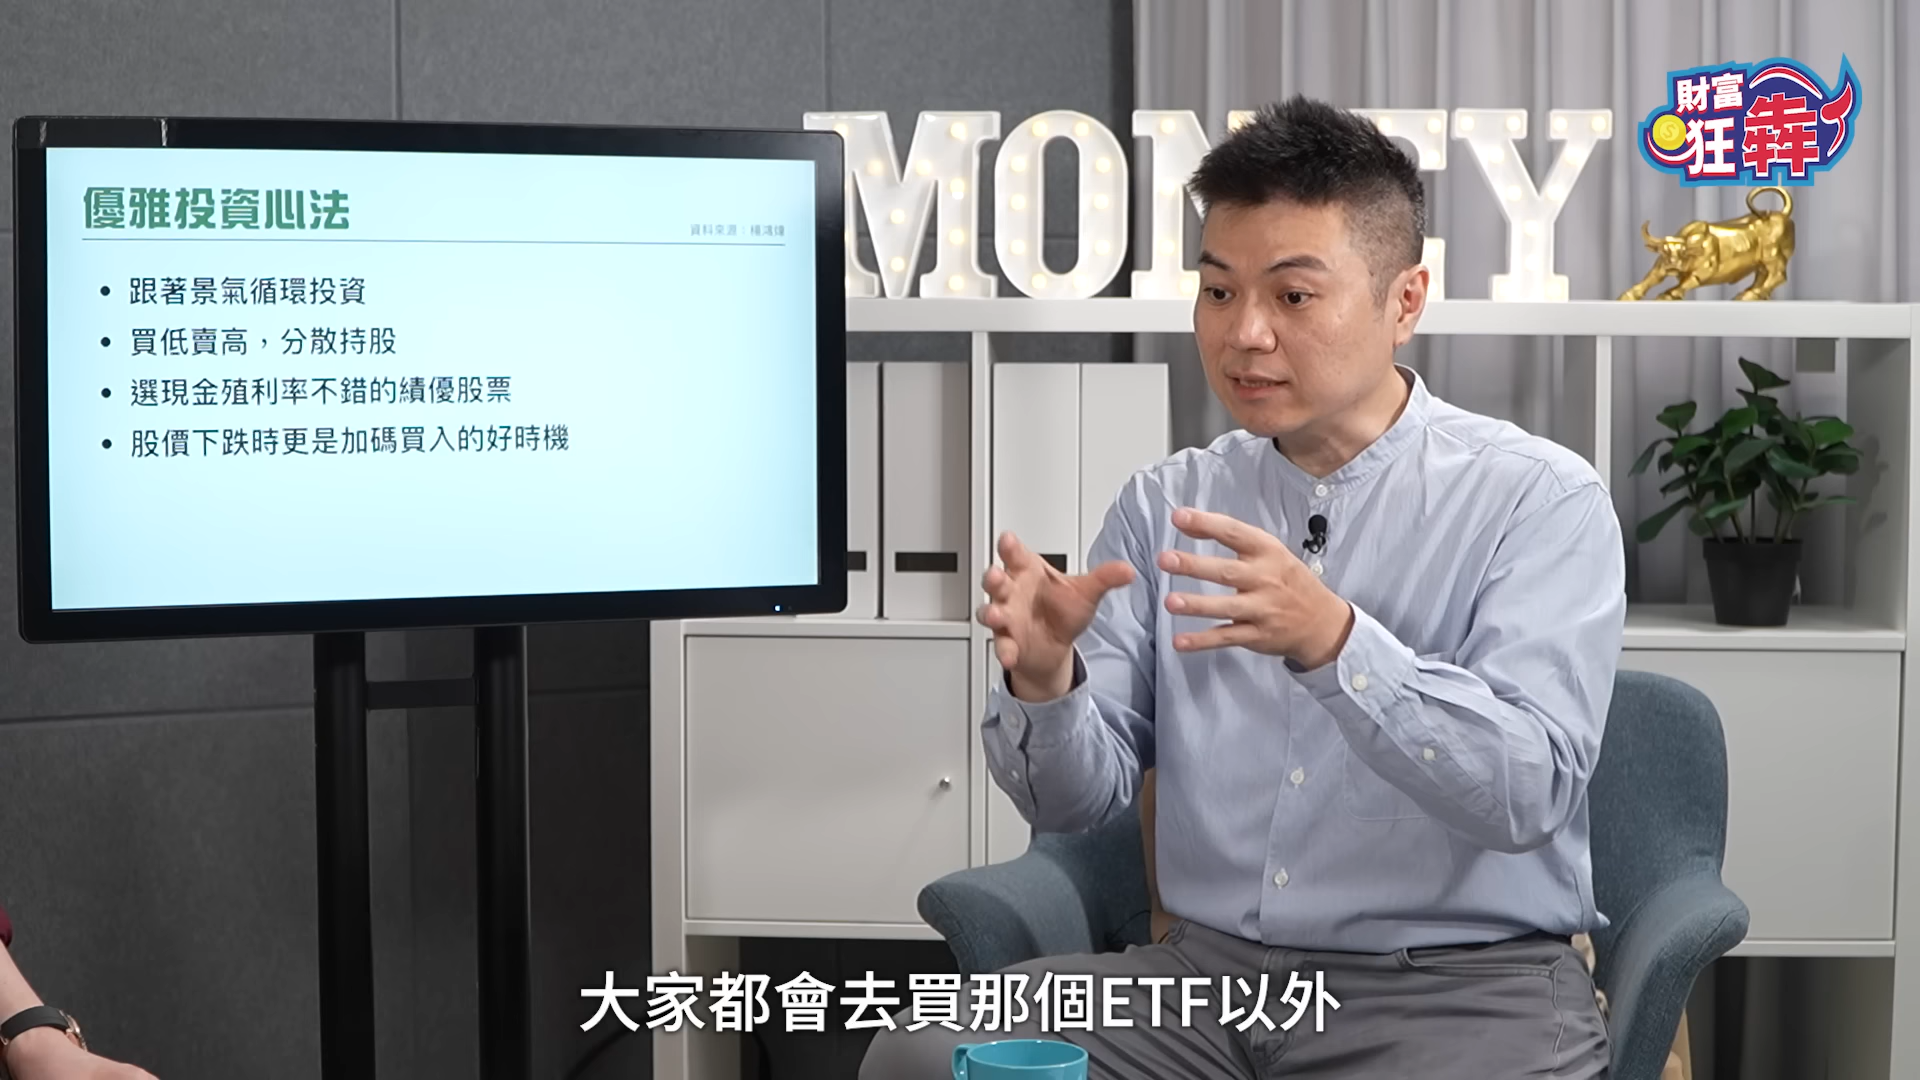 財富
狂犇
MONEY
優雅投資心法
資料來源：楊鴻煒
• 跟著景氣循環投資
• 買低賣高，分散持股
• 選現金殖利率不錯的績優股票
• 股價下跌時更是加碼買入的好時機
大家都會去買那個ETF以外